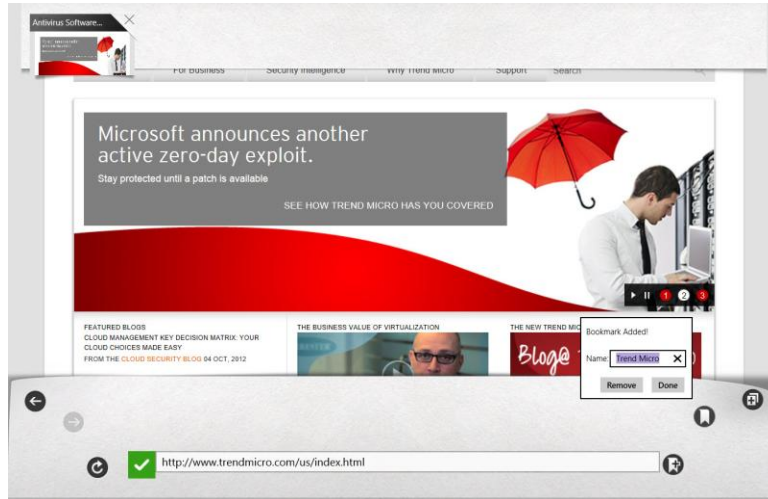 Antivirus Software...
For Business Security Intelligence Why Trend Micro Support Search
Microsoft announces another
active zero-day exploit.
Stay protected until a patch is available
SEE HOW TREND MICRO HAS YOU COVERED
1 2 3
FEATURED BLOGS
CLOUD MANAGEMENT KEY DECISION MATRIX: YOUR
CLOUD CHOICES MADE EASY
FROM THE CLOUD SECURITY BLOG 04 OCT, 2012
THE BUSINESS VALUE OF VIRTUALIZATION
THE NEW TREND
Blog@
Bookmark Added!
Name: Trend Micro
Remove Done
http://www.trendmicro.com/us/index.html